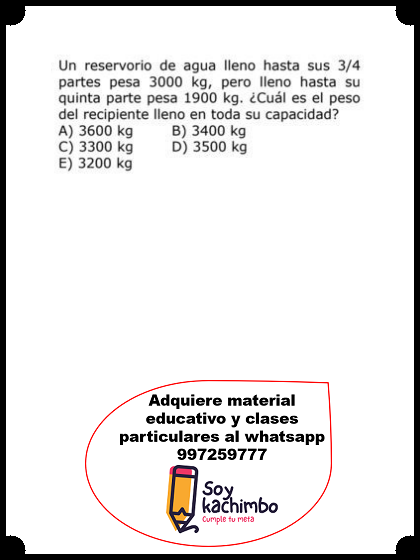 Un reservorio de agua lleno hasta sus 3/4
partes pesa 3000 kg, pero lleno hasta su
quinta parte pesa 1900 kg. ¿Cuál es el peso
del recipiente lleno en toda su capacidad?
A) 3600 kg B) 3400 kg
C) 3300 kg D) 3500 kg
E) 3200 kg
Adquiere material
educativo y clases
particulares al whatsapp
997259777
Soy
kachimbo
Cumple tu meta